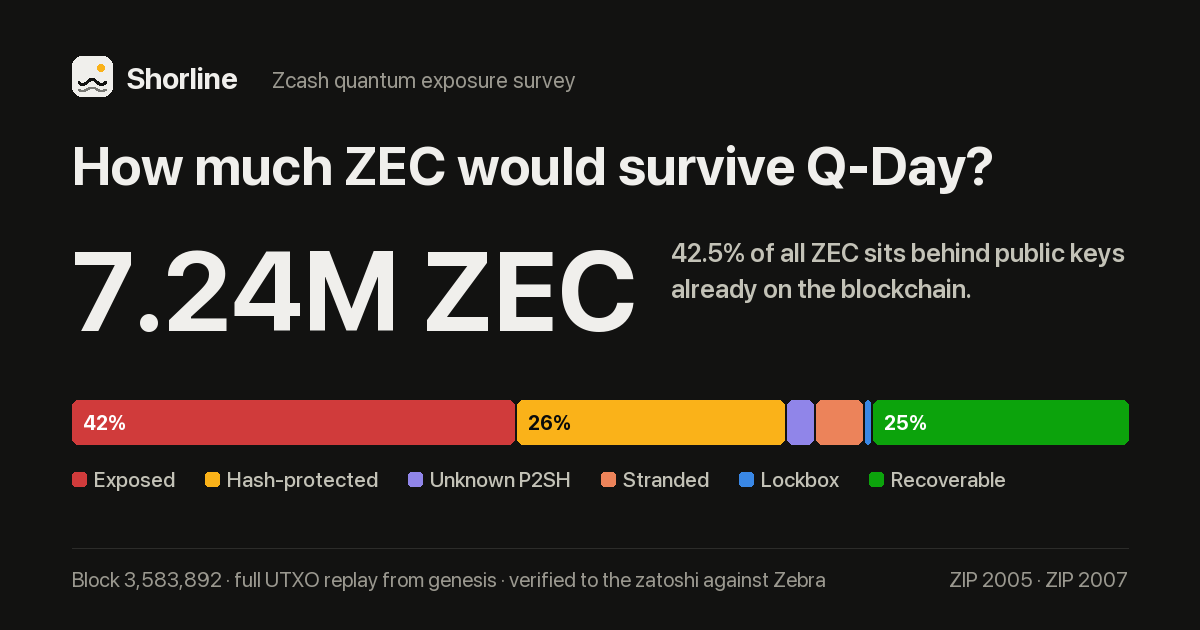 Shorline
Zcash quantum exposure survey
How much ZEC would survive Q-Day?
7.24M ZEC
42.5% of all ZEC sits behind public keys
already on the blockchain.
42%
26%
25%
Exposed
Hash-protected
Unknown P2SH
Stranded
Lockbox
Recoverable
Block 3,583,892 · full UTXO replay from genesis · verified to the zatoshi against Zebra
ZIP 2005 · ZIP 2007